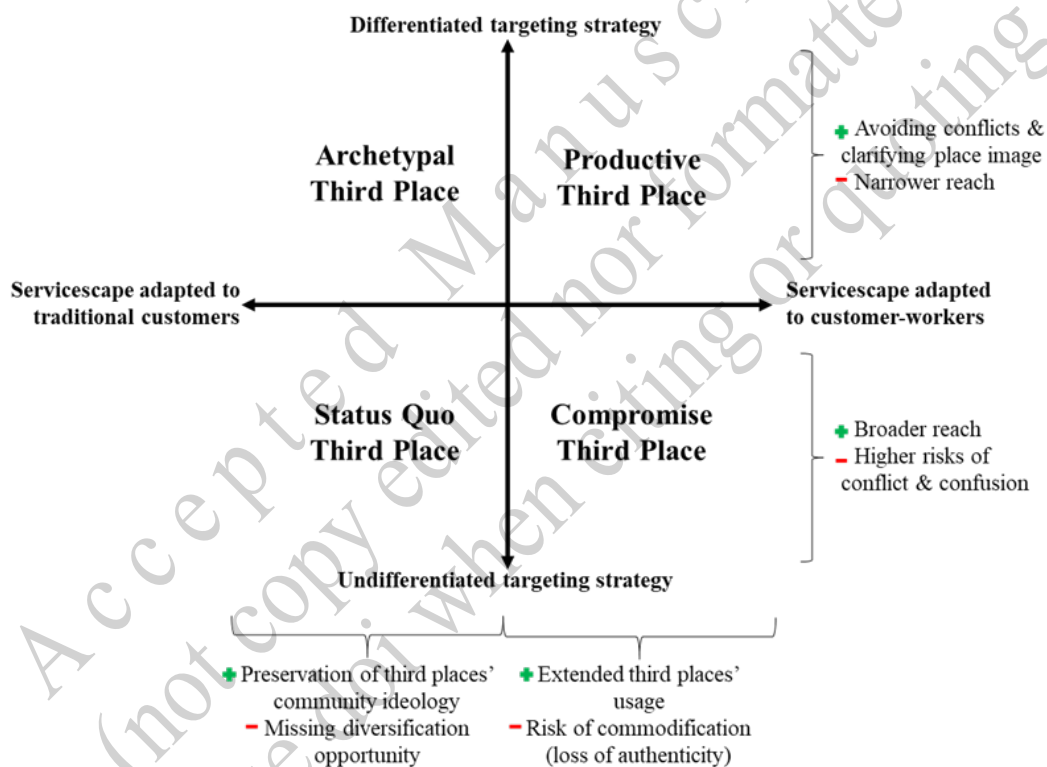 Differentiated targeting strategy
Archetypal
Third Place
Productive
Third Place
+ Avoiding conflicts &
clarifying place image
- Narrower reach
Servicescape adapted to
traditional customers
Servicescape adapted
to customer-workers
Status Quo
Third Place
Compromise
Third Place
+ Broader reach
- Higher risks of
conflict & confusion
Undifferentiated targeting strategy
+ Preservation of third places’
community ideology
- Missing diversification
opportunity
+ Extended third places’
usage
- Risk of commodification
(loss of authenticity)
Accepted Manusc
(not copy edited nor formatte
doi when citing or quoting